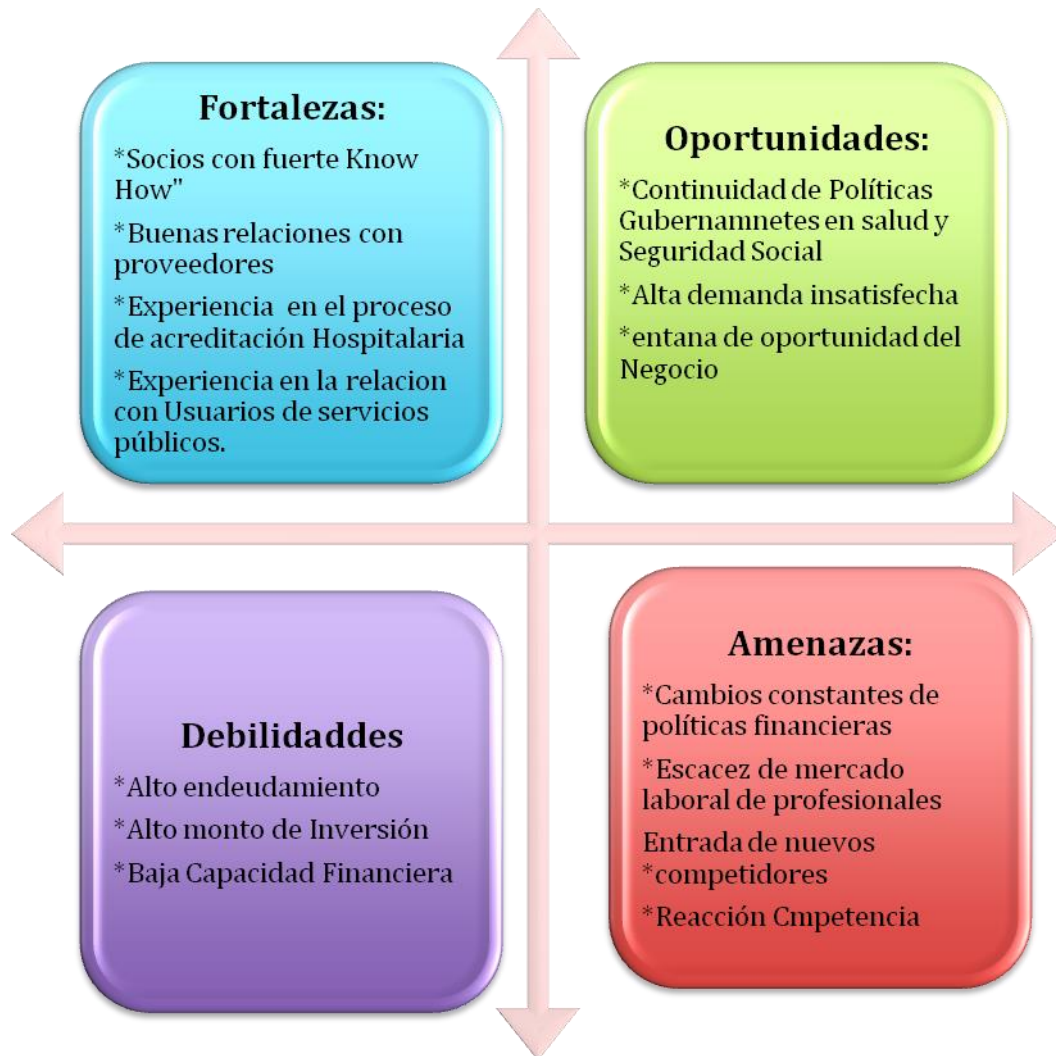 Fortalezas:
*Socios con fuerte Know
How"
*Buenas relaciones con
proveedores
*Experiencia en el proceso
de acreditación Hospitalaria
*Experiencia en la relacion
con Usuarios de servicios
públicos.
Oportunidades:
*Continuidad de Políticas
Gubernamnetes en salud y
Seguridad Social
*Alta demanda insatisfecha
*entana de oportunidad del
Negocio
Debilidaddes
*Alto endeudamiento
*Alto monto de Inversión
*Baja Capacidad Financiera
Amenazas:
*Cambios constantes de
políticas financieras
*Escacez de mercado
laboral de profesionales
Entrada de nuevos
*competidores
*Reacción Cmpetencia